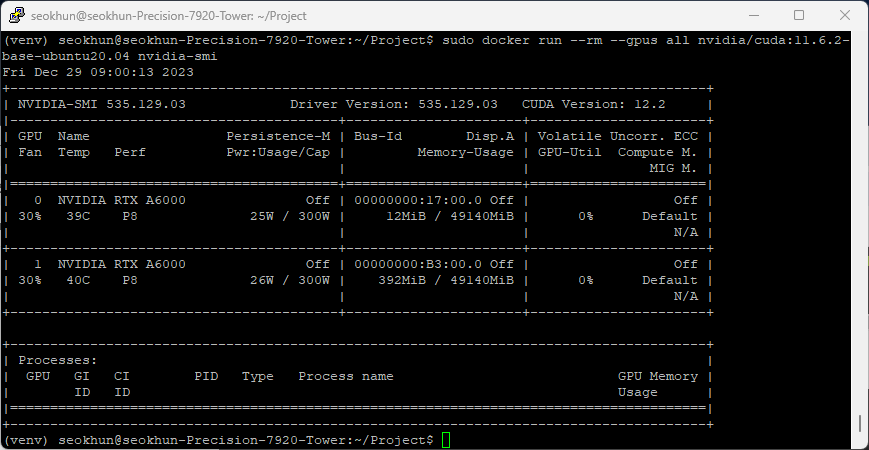 seokhun@seokhun-Precision-7920-Tower: ~/Project
(venv) seokhun@seokhun-Precision-7920-Tower:~/Project$ sudo docker run --rm --gpus all nvidia/cuda:11.6.2-
base-ubuntu20.04 nvidia-smi
Fri Dec 29 09:00:13 2023
+---------------------------------------------------------------------------------------+
| NVIDIA-SMI 535.129.03             Driver Version: 535.129.03   CUDA Version: 12.2     |
|-----------------------------------------+----------------------+----------------------+
| GPU  Name                 Persistence-M | Bus-Id        Disp.A | Volatile Uncorr. ECC |
| Fan  Temp   Perf          Pwr:Usage/Cap |         Memory-Usage | GPU-Util  Compute M. |
|                                         |                      |               MIG M. |
|=========================================+======================+======================|
|   0  NVIDIA RTX A6000               Off | 00000000:17:00.0 Off |                  Off |
| 30%   39C    P8              25W / 300W |     12MiB / 49140MiB |      0%      Default |
|                                         |                      |                  N/A |
+-----------------------------------------+----------------------+----------------------+
|   1  NVIDIA RTX A6000               Off | 00000000:B3:00.0 Off |                  Off |
| 30%   40C    P8              26W / 300W |    392MiB / 49140MiB |      0%      Default |
|                                         |                      |                  N/A |
+-----------------------------------------+----------------------+----------------------+

+---------------------------------------------------------------------------------------+
| Processes:                                                                            |
|  GPU   GI   CI        PID   Type   Process name                            GPU Memory |
|        ID   ID                                                             Usage      |
|=======================================================================================|
+---------------------------------------------------------------------------------------+
(venv) seokhun@seokhun-Precision-7920-Tower:~/Project$